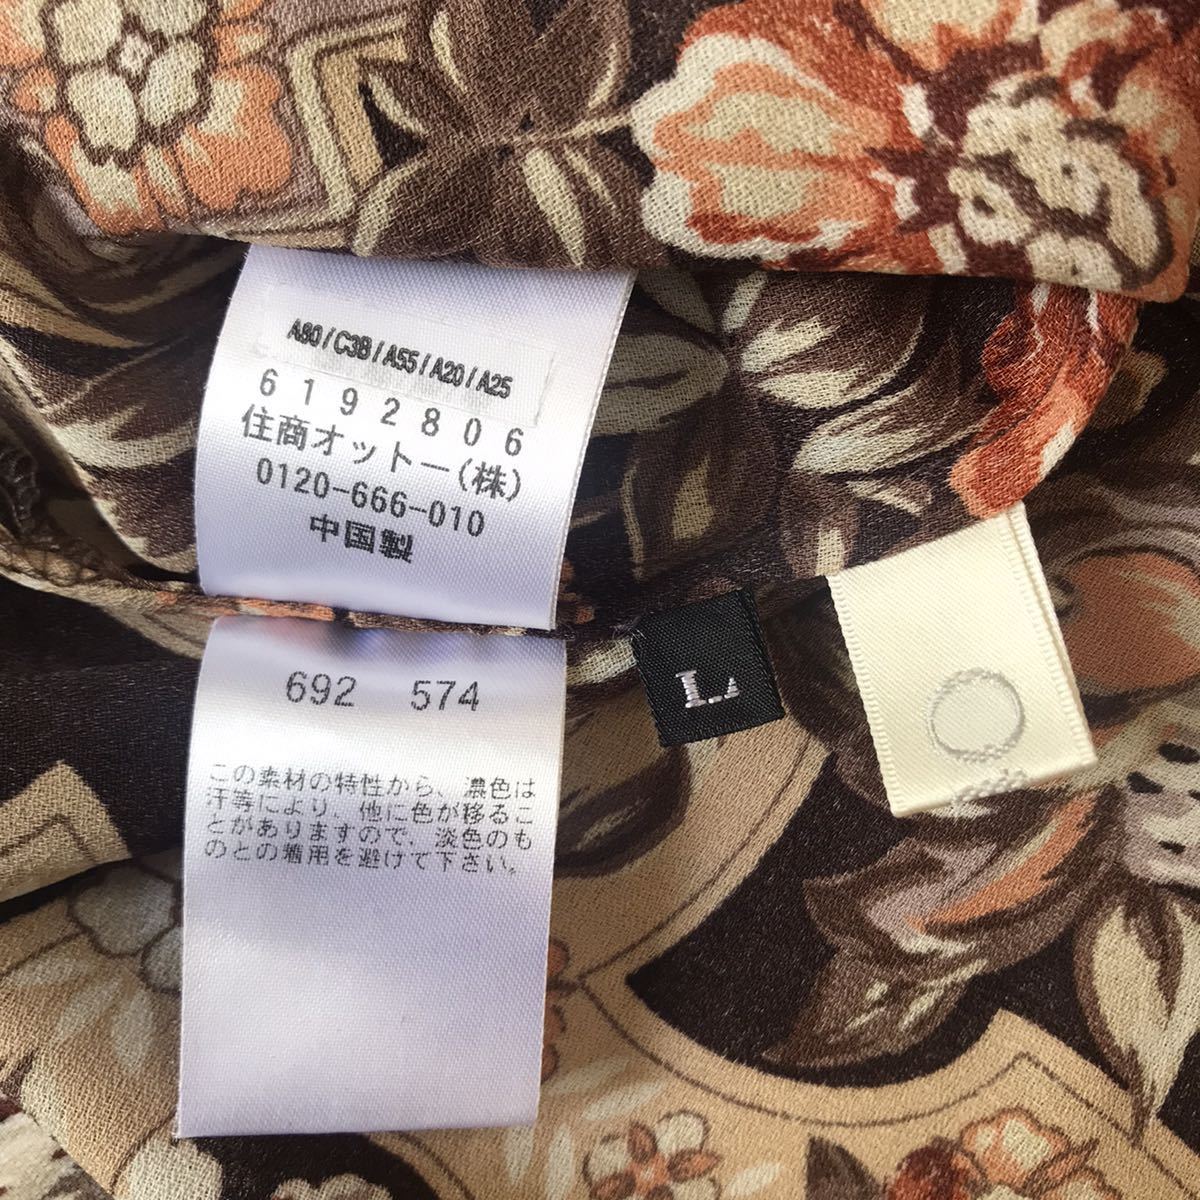 A80/C3B/A55/A20/A25
6192806
住商オットー(株)
0120-666-010
中国製
L
692 574
この素材の特性から、濃色は
汗等により、他に色が移るこ
とがありますので、淡色のも
のとの着用を避けて下さい。